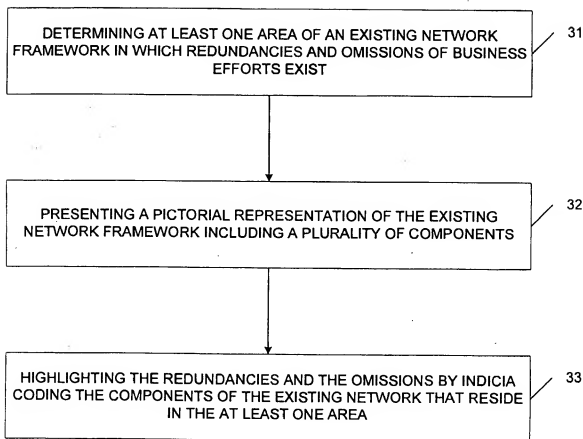 DETERMINING AT LEAST ONE AREA OF AN EXISTING NETWORK
FRAMEWORK IN WHICH REDUNDANCIES AND OMISSIONS OF BUSINESS
EFFORTS EXIST
31
PRESENTING A PICTORIAL REPRESENTATION OF THE EXISTING
NETWORK FRAMEWORK INCLUDING A PLURALITY OF COMPONENTS
32
HIGHLIGHTING THE REDUNDANCIES AND THE OMISSIONS BY INDICIA
CODING THE COMPONENTS OF THE EXISTING NETWORK THAT RESIDE
IN THE AT LEAST ONE AREA
33